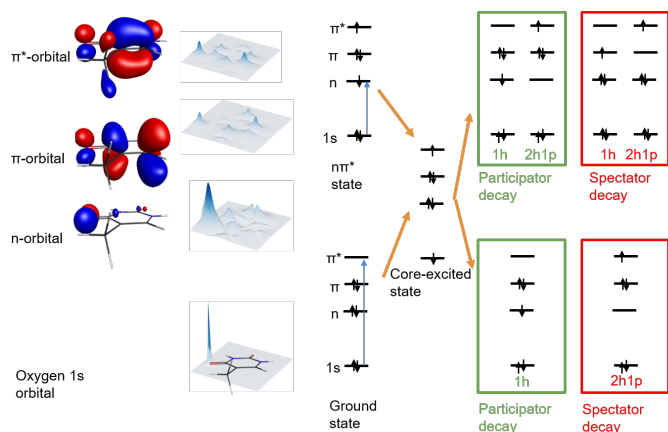 π*-orbital
π-orbital
n-orbital
Oxygen 1s
orbital
π*
π
n
1s
nπ*
state
π*
π
n
1s
Ground
state
Core-excited
state
1h 2h1p
Participator
decay
1h 2h1p
Spectator
decay
1h
Participator
decay
2h1p
Spectator
decay